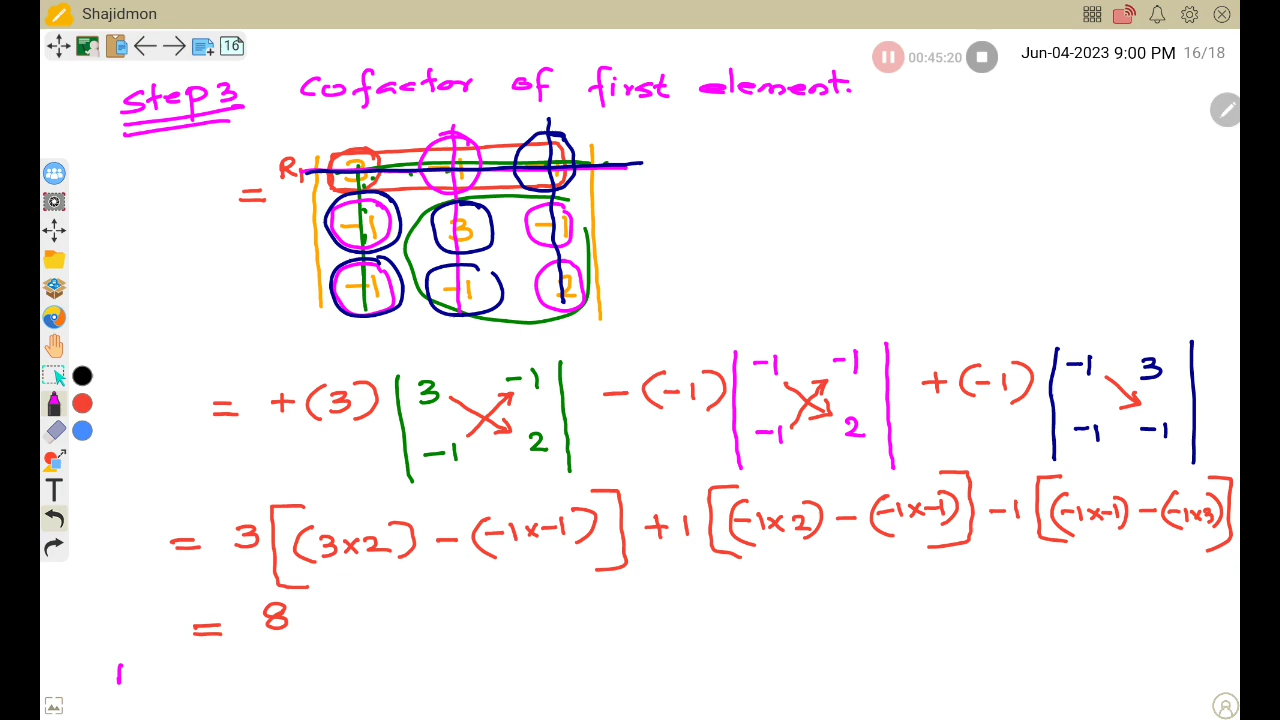 Shajidmon
16
00:45:20
Jun-04-2023 9:00 PM 16/18
Step 3 Cofactor of first element.
R1
=
-1 3 -1
-1 -1 2
= +(3) | 3 -1 | -(-1) | -1 -1 | +(-1) | -1 3 |
| -1 2 | | -1 2 | | -1 -1 |
= 3[(3×2) - (-1×-1)] + 1[(-1×2) - (-1×-1)] - 1[(-1×-1) - (-1×3)]
= 8
T